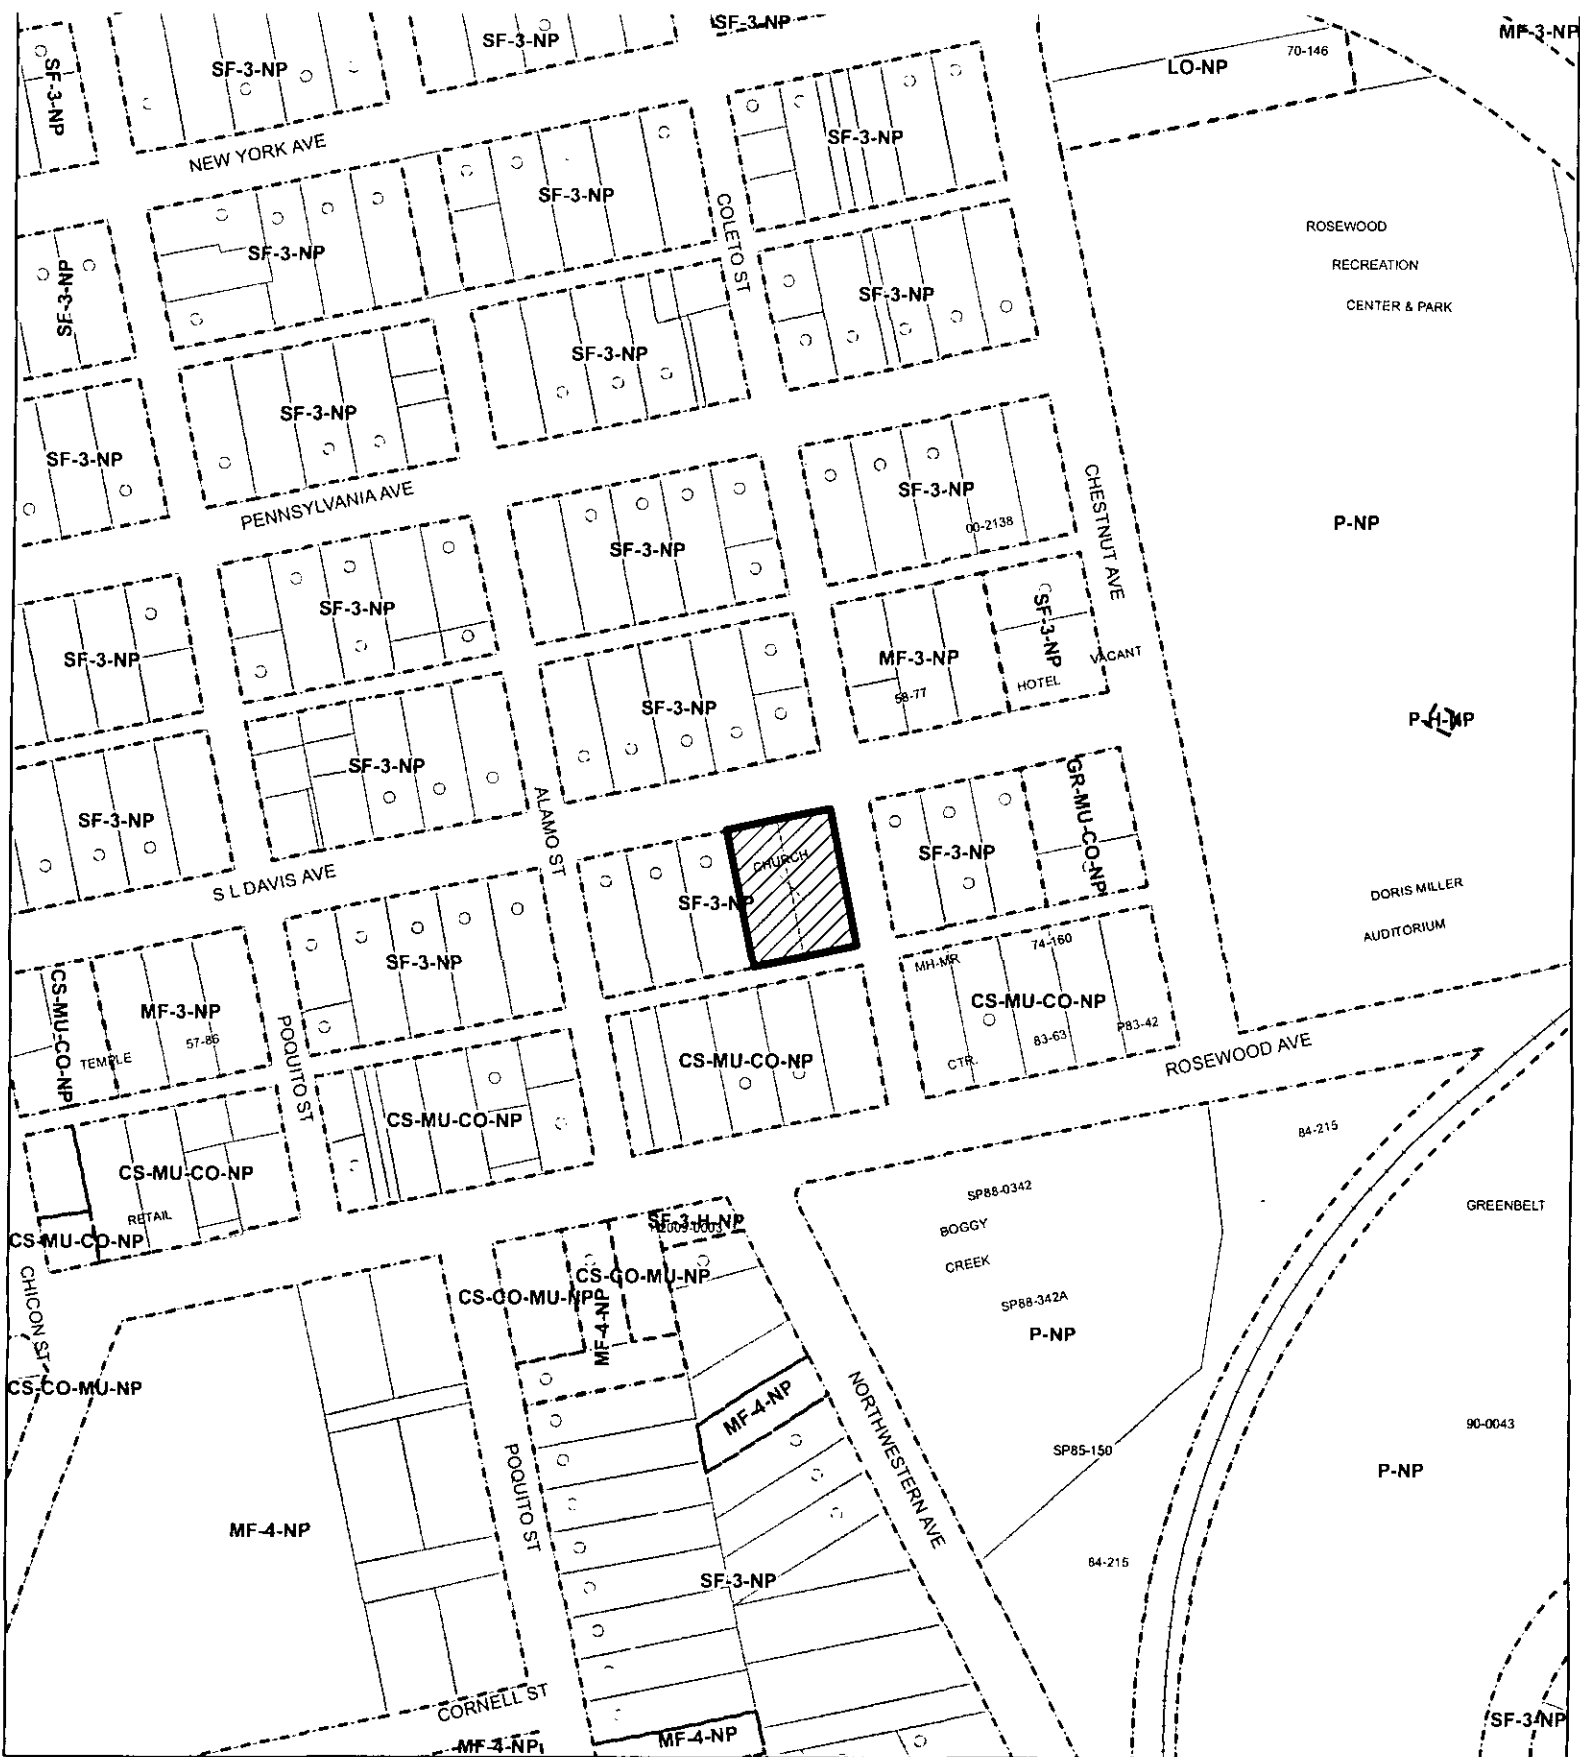 SF-3-NP
SF-3-NP
MF-3-NP
SF-3-NP
SF-3-NP
LO-NP
70-146
SF-3-NP
NEW YORK AVE
SF-3-NP
SF-3-NP
COLETO ST
SF-3-NP
SF-3-NP
ROSEWOOD
RECREATION
CENTER & PARK
SF-3-NP
SF-3-NP
SF-3-NP
SF-3-NP
PENNSYLVANIA AVE
SF-3-NP
CHESTNUT AVE
P-NP
00-2138
SF-3-NP
SF-3-NP
SF-3-NP
SF-3-NP
MF-3-NP
58-77
HOTEL
VACANT
SF-3-NP
P-H-NP
SF-3-NP
SF-3-NP
ALAMO ST
GR-MU-CO-NP
S L DAVIS AVE
CHURCH
SF-3-NP
SF-3-NP
DORIS MILLER
AUDITORIUM
SF-3-NP
MH-MR
74-160
CS-MU-CO-NP
CS-MU-CO-NP
TEMPLE
MF-3-NP
57-86
POQUITO ST
CS-MU-CO-NP
CTR.
83-63
P83-42
ROSEWOOD AVE
CS-MU-CO-NP
84-215
CS-MU-CO-NP
RETAIL
SP88-0342
BOGGY
CREEK
GREENBELT
SF-3-H-NP
CS-MU-CO-NP
CHICON ST
CS-CO-MU-NP
CS-CO-MU-NP
MF-4-NP
SP88-342A
P-NP
CS-CO-MU-NP
MF-4-NP
NORTHWESTERN AVE
SP85-150
90-0043
P-NP
POQUITO ST
MF-4-NP
84-215
SF-3-NP
CORNELL ST
MF-4-NP
MF-4-NP
SF-3-NP